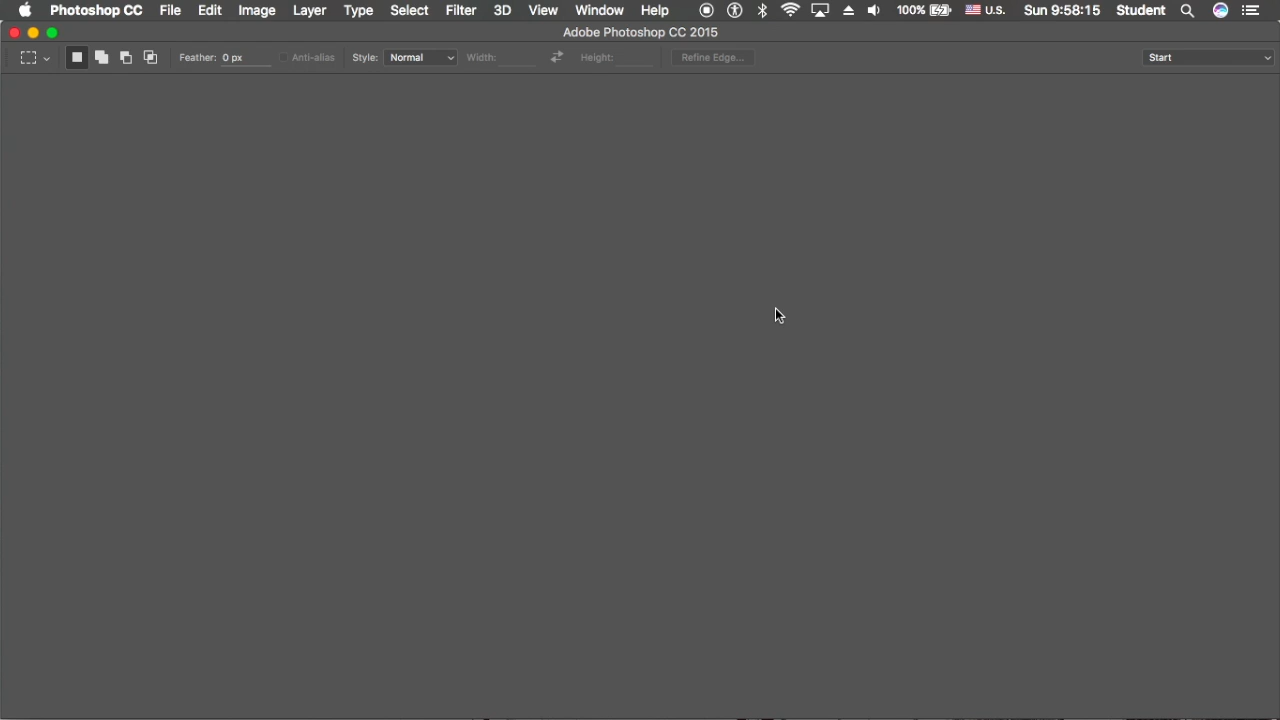 Photoshop CC File Edit Image Layer Type Select Filter 3D View Window Help 100% U.S. Sun 9:58:15 Student
Adobe Photoshop CC 2015
Feather: 0 px Anti-alias Style: Normal Width: Height: Refine Edge... Start